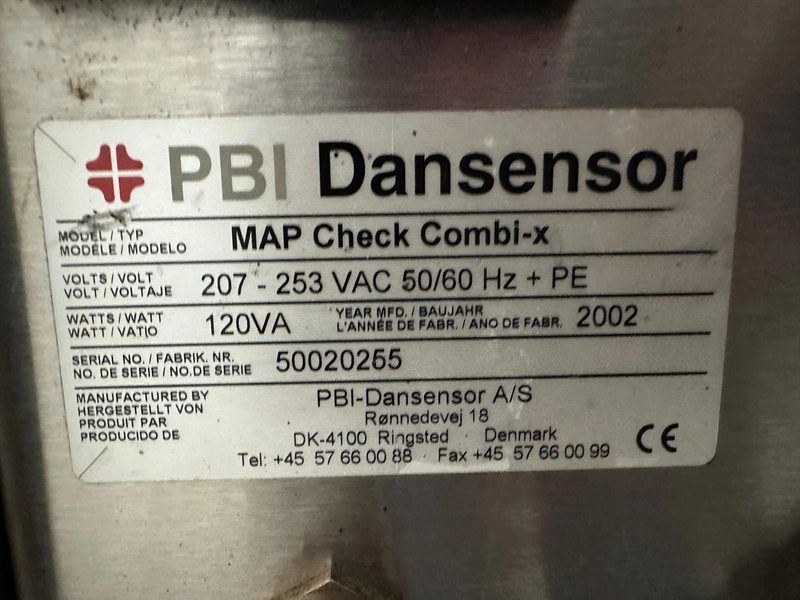 PBI Dansensor
MODEL / TYP
MODÈLE / MODELO
MAP Check Combi-x
VOLTS / VOLT
VOLT / VOLTAJE
207 - 253 VAC 50/60 Hz + PE
WATTS / WATT
WATT / VATIO
120VA
YEAR MFD. / BAUJAHR
L'ANNÉE DE FABR. / ANO DE FABR.
2002
SERIAL NO. / FABRIK. NR.
NO. DE SERIE / NO.DE SERIE
50020265
MANUFACTURED BY
HERGESTELLT VON
PRODUIT PAR
PRODUCIDO DE
PBI-Dansensor A/S
Rønnedevej 18
DK-4100 Ringsted · Denmark
Tel: +45 57 66 00 88 · Fax +45 57 66 00 99
CE